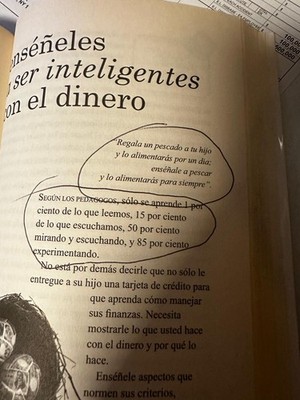 enséñeles
a ser inteligentes
con el dinero
"Regala un pescado a tu hijo
y lo alimentarás por un día;
enséñale a pescar
y lo alimentarás para siempre".
SEGÚN LOS PEDAGOGOS, sólo se aprende 1 por
ciento de lo que leemos, 15 por ciento
de lo que escuchamos, 50 por ciento
mirando y escuchando, y 85 por ciento
experimentando.
No está por demás decirle que no sólo le
entregue a su hijo una tarjeta de crédito para
que aprenda cómo manejar
sus finanzas. Necesita
mostrarle lo que usted hace
con el dinero y por qué lo
hace.
Enséñele aspectos que
normen sus criterios,
100,000